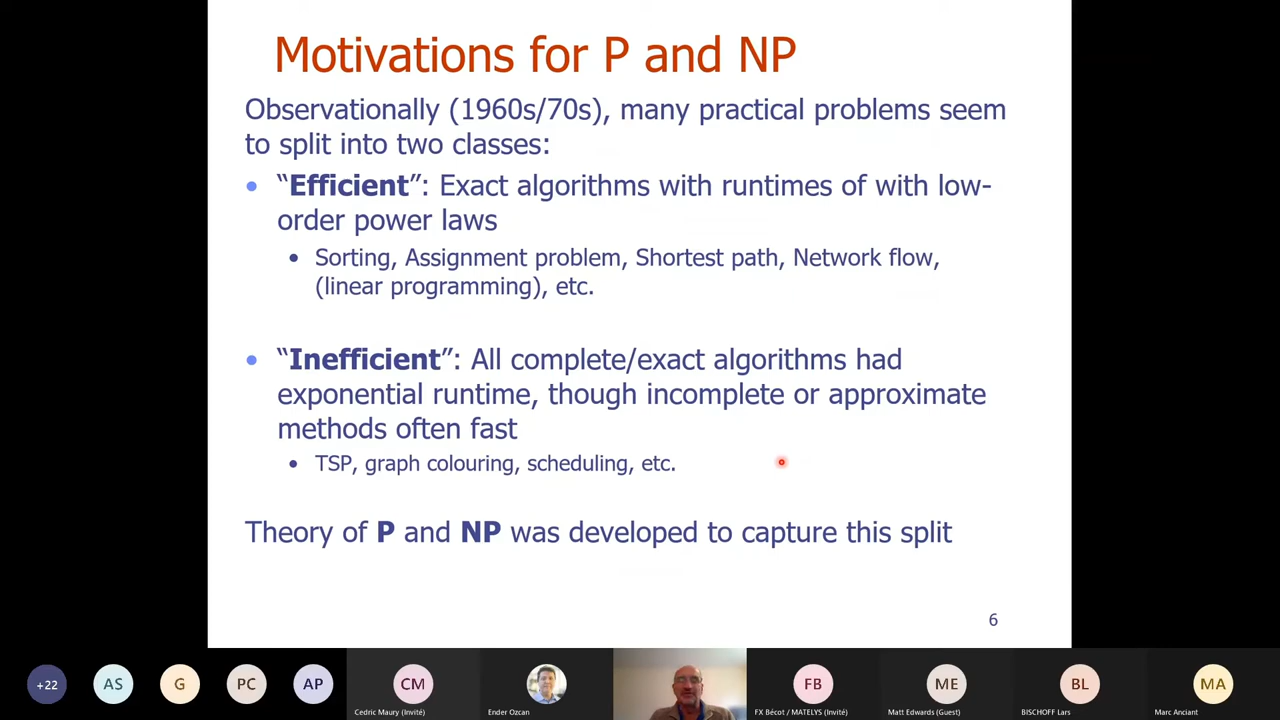 Motivations for P and NP
Observationally (1960s/70s), many practical problems seem
to split into two classes:
• “Efficient”: Exact algorithms with runtimes of with low-
order power laws
• Sorting, Assignment problem, Shortest path, Network flow,
(linear programming), etc.
• “Inefficient”: All complete/exact algorithms had
exponential runtime, though incomplete or approximate
methods often fast
• TSP, graph colouring, scheduling, etc.
Theory of P and NP was developed to capture this split
6
+22 AS G PC AP CM FB ME BL MA
Cedric Maury (Invité) Ender Ozcan FX Bécot / MATELYS (Invité) Matt Edwards (Guest) BISCHOFF Lars Marc Anciant